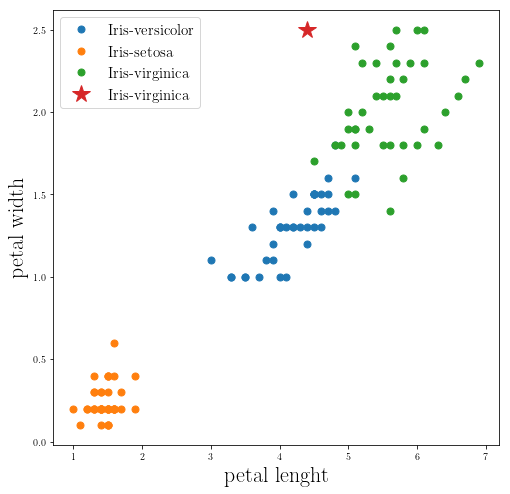 2.5
2.0
1.5
1.0
0.5
0.0
petal width
Iris-versicolor
Iris-setosa
Iris-virginica
Iris-virginica
1 2 3 4 5 6 7
petal lenght